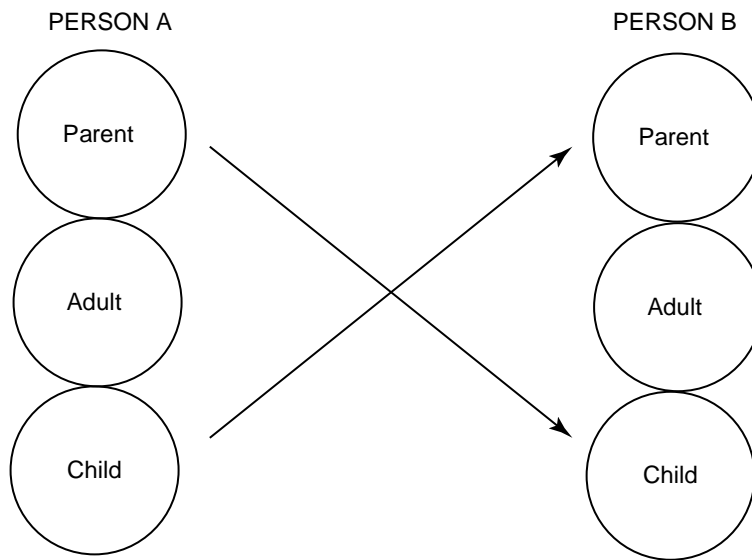 PERSON A
PERSON B
Parent
Parent
Adult
Adult
Child
Child